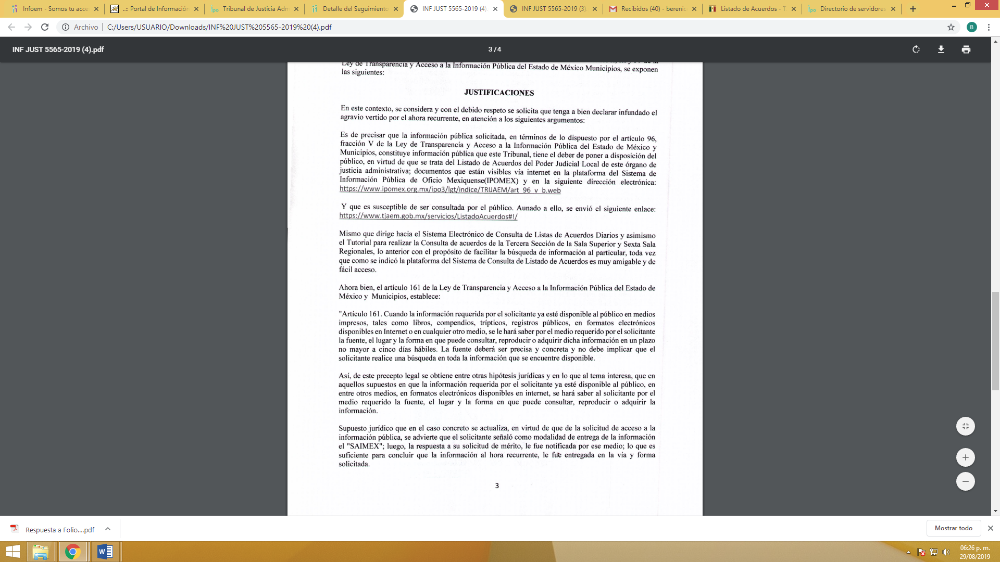 Infoem - Somos tu acce
..:: Portal de Información
Tribunal de Justicia Adm
Detalle del Seguimiento
INF JUST 5565-2019 (4).
INF JUST 5565-2019 (3).
Recibidos (40) - berenic
Listado de Acuerdos - T
Directorio de servidores
Archivo C:/Users/USUARIO/Downloads/INF%20JUST%205565-2019%20(4).pdf
B
INF JUST 5565-2019 (4).pdf
3 / 4
Ley de Transparencia y Acceso a la Información Pública del Estado de México Municipios, se exponen
las siguientes:
JUSTIFICACIONES
En este contexto, se considera y con el debido respeto se solicita que tenga a bien declarar infundado el
agravio vertido por el ahora recurrente, en atención a los siguientes argumentos:
Es de precisar que la información pública solicitada, en términos de lo dispuesto por el artículo 96,
fracción V de la Ley de Transparencia y Acceso a la Información Pública del Estado de México y
Municipios, constituye información pública que este Tribunal, tiene el deber de poner a disposición del
público, en virtud de que se trata del Listado de Acuerdos del Poder Judicial Local de este órgano de
justicia administrativa; documentos que están visibles vía internet en la plataforma del Sistema de
Información Pública de Oficio Mexiquense(IPOMEX) y en la siguiente dirección electrónica:
https://www.ipomex.org.mx/ipo3/lgt/indice/TRIJAEM/art_96_v_b.web
Y que es susceptible de ser consultada por el público. Aunado a ello, se envió el siguiente enlace:
https://www.tjaem.gob.mx/servicios/ListadoAcuerdos#!/
Mismo que dirige hacia el Sistema Electrónico de Consulta de Listas de Acuerdos Diarios y asimismo
el Tutorial para realizar la Consulta de acuerdos de la Tercera Sección de la Sala Superior y Sexta Sala
Regionales, lo anterior con el propósito de facilitar la búsqueda de información al particular, toda vez
que como se indicó la plataforma del Sistema de Consulta de Listado de Acuerdos es muy amigable y de
fácil acceso.
Ahora bien, el artículo 161 de la Ley de Transparencia y Acceso a la Información Pública del Estado de
México y Municipios, establece:
"Artículo 161. Cuando la información requerida por el solicitante ya esté disponible al público en medios
impresos, tales como libros, compendios, trípticos, registros públicos, en formatos electrónicos
disponibles en Internet o en cualquier otro medio, se le hará saber por el medio requerido por el solicitante
la fuente, el lugar y la forma en que puede consultar, reproducir o adquirir dicha información en un plazo
no mayor a cinco días hábiles. La fuente deberá ser precisa y concreta y no debe implicar que el
solicitante realice una búsqueda en toda la información que se encuentre disponible.
Así, de este precepto legal se obtiene entre otras hipótesis jurídicas y en lo que al tema interesa, que en
aquellos supuestos en que la información requerida por el solicitante ya esté disponible al público, en
entre otros medios, en formatos electrónicos disponibles en internet, se hará saber al solicitante por el
medio requerido la fuente, el lugar y la forma en que puede consultar, reproducir o adquirir la
información.
Supuesto jurídico que en el caso concreto se actualiza, en virtud de que de la solicitud de acceso a la
información pública, se advierte que el solicitante señaló como modalidad de entrega de la información
el "SAIMEX"; luego, la respuesta a su solicitud de mérito, le fue notificada por ese medio; lo que es
suficiente para concluir que la información al hora recurrente, le fue entregada en la vía y forma
solicitada.
3
Respuesta a Folio....pdf
Mostrar todo
06:26 p. m.
29/08/2019